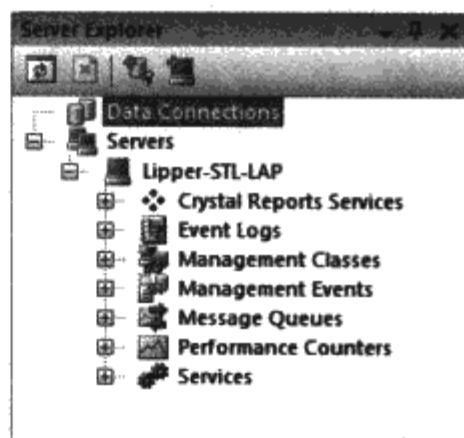 Server Explorer
Data Connections
Servers
Lipper-STL-LAP
Crystal Reports Services
Event Logs
Management Classes
Management Events
Message Queues
Performance Counters
Services